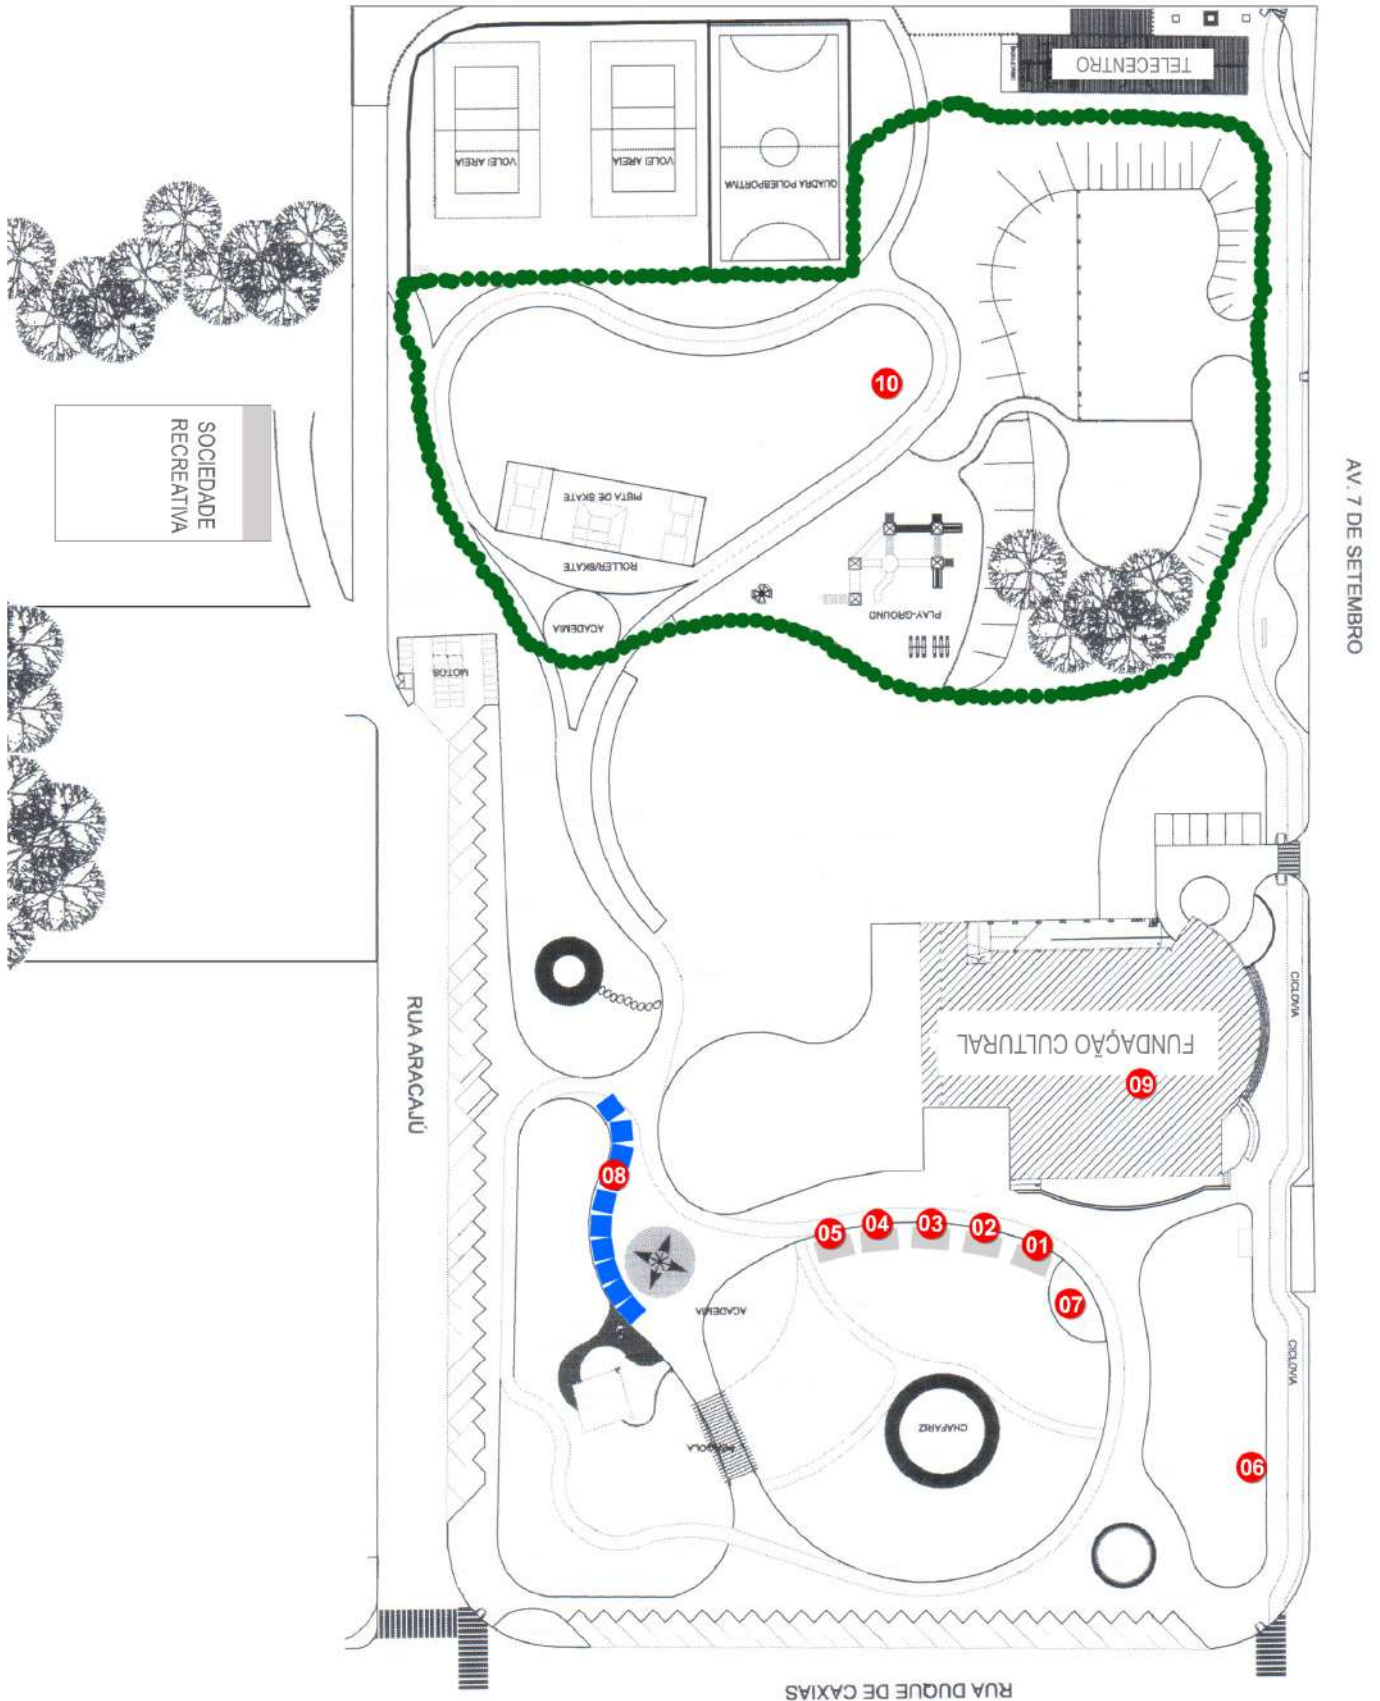 TELECENTRO
VOLEI AREIA
VOLEI AREIA
QUADRA POLIESPORTIVA
10
SOCIEDADE
RECREATIVA
AV. 7 DE SETEMBRO
PISTA DE SKATE
ROLLER/SKATE
ACADEMIA
PLAY-GROUND
MOTOS
CICLOVIA
RUA ARACAJÚ
FUNDAÇÃO CULTURAL
09
08
05
04
03
02
01
07
ACADEMIA
CICLOVIA
CHAFARIZ
PÉRGOLA
06
RUA DUQUE DE CAXIAS